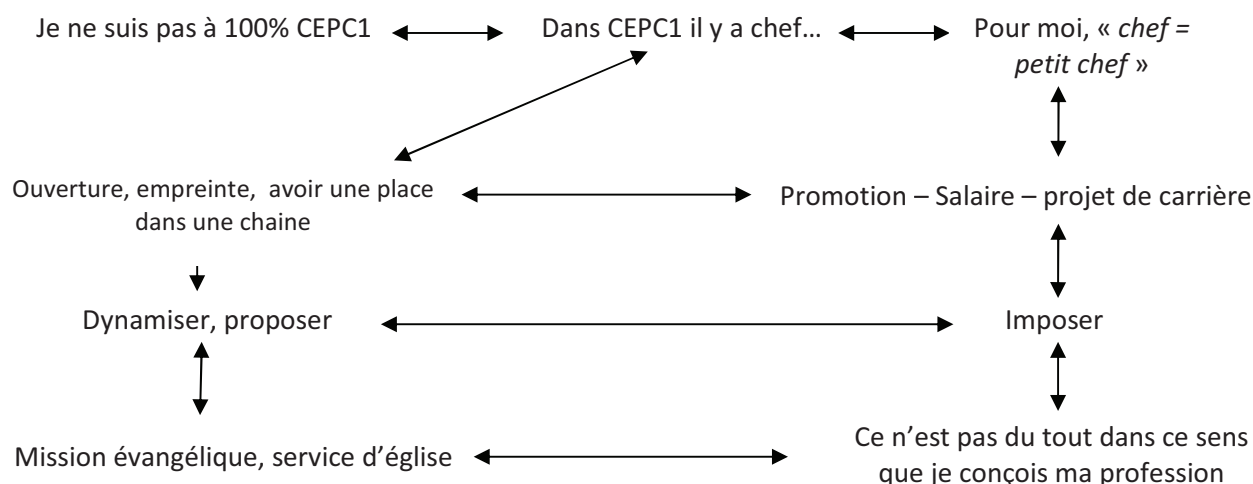 Je ne suis pas à 100% CEPC1
Dans CEPC1 il y a chef…
Pour moi, « chef =
petit chef »
Ouverture, empreinte, avoir une place
dans une chaine
Promotion – Salaire – projet de carrière
Dynamiser, proposer
Imposer
Mission évangélique, service d’église
Ce n’est pas du tout dans ce sens
que je conçois ma profession